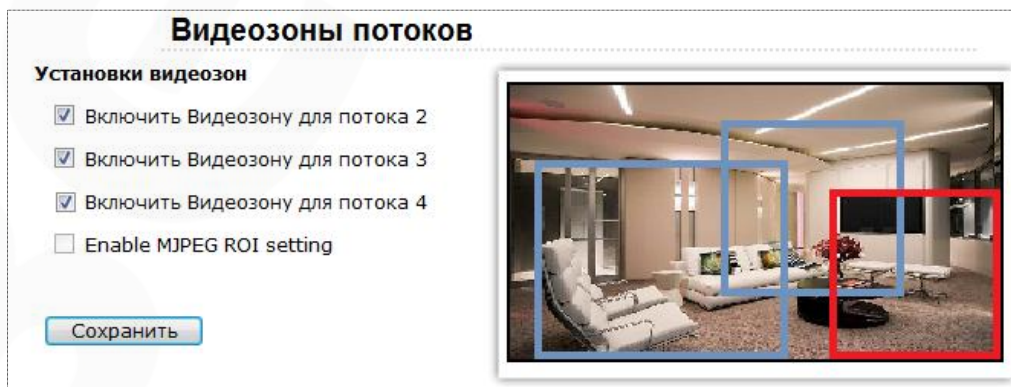 Видеозоны потоков
Установки видеозон
Включить Видеозону для потока 2
Включить Видеозону для потока 3
Включить Видеозону для потока 4
Enable MJPEG ROI setting
Сохранить